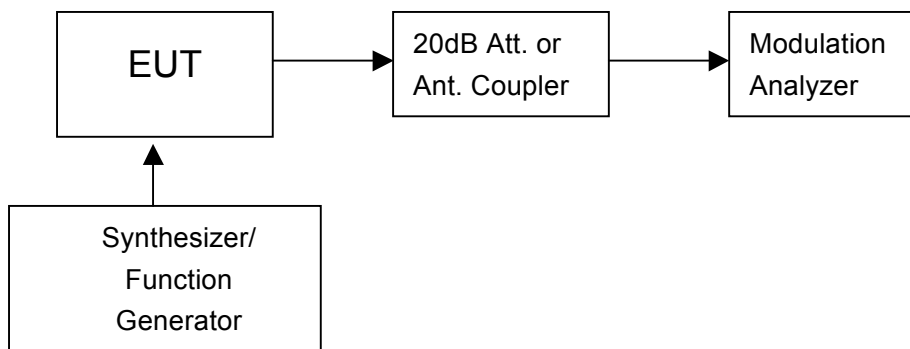 EUT
20dB Att. or
Ant. Coupler
Modulation
Analyzer
Synthesizer/
Function
Generator